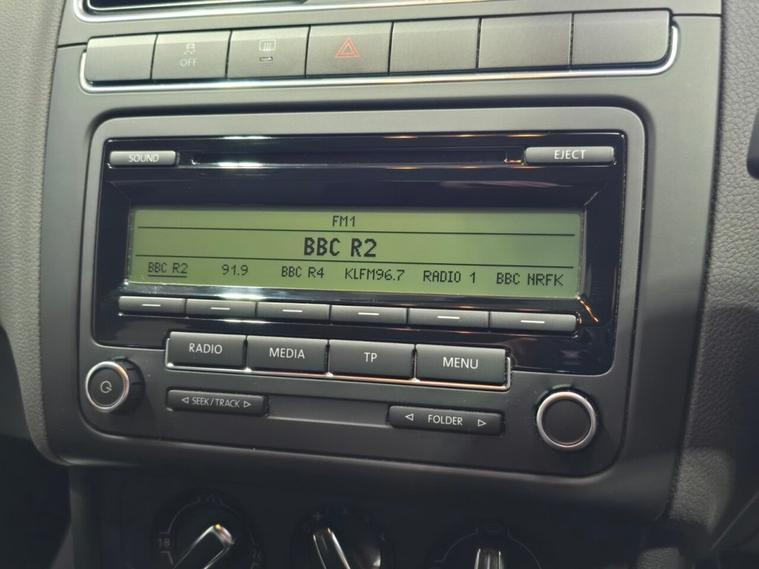 OFF
SOUND
EJECT
FM1
BBC R2
BBC R2 91.9 BBC R4 KLFM96.7 RADIO 1 BBC NRFK
RADIO MEDIA TP MENU
SEEK/TRACK
FOLDER
18